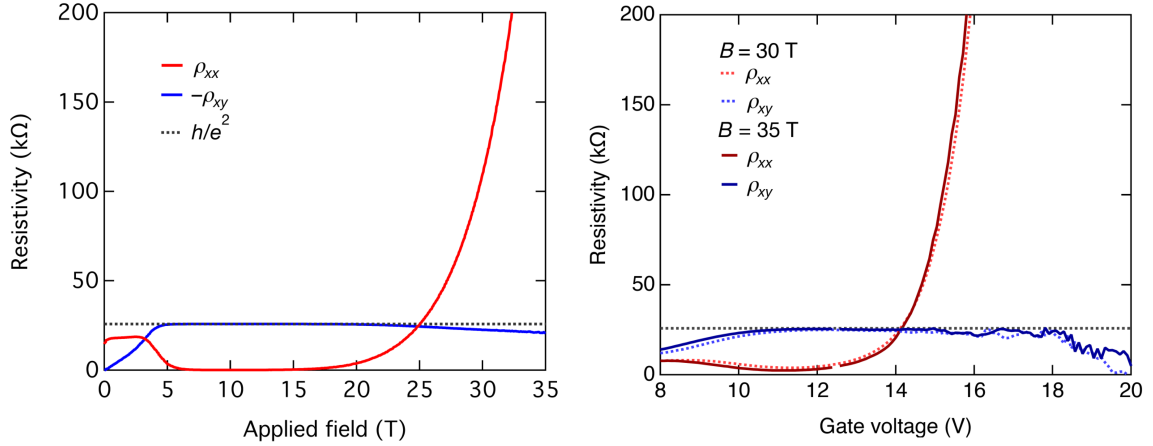 200
150
100
50
0
Resistivity (kΩ)
ρxx
−ρxy
h/e²
0 5 10 15 20 25 30 35
Applied field (T)
200
150
100
50
0
Resistivity (kΩ)
B = 30 T
ρxx
ρxy
B = 35 T
ρxx
ρxy
8 10 12 14 16 18 20
Gate voltage (V)